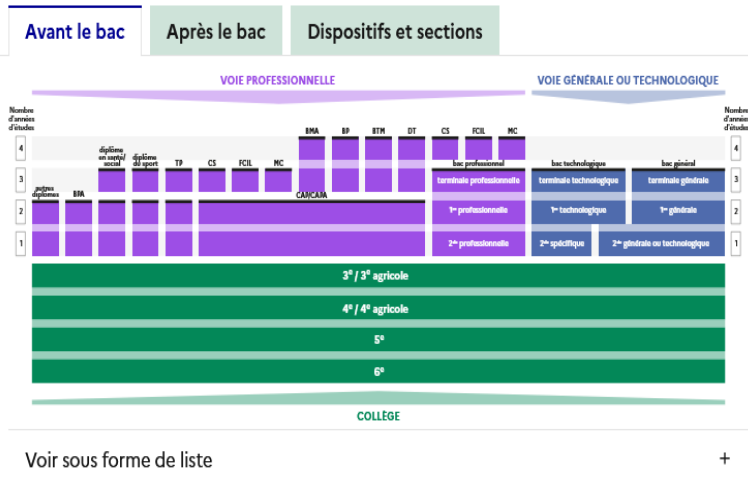 Avant le bac
Après le bac
Dispositifs et sections
VOIE PROFESSIONNELLE
VOIE GÉNÉRALE OU TECHNOLOGIQUE
Nombre
d'années
d'études
Nombre
d'années
d'études
BMA BP BTM DT CS FCIL MC
4
4
diplôme
en santé/
social
diplôme
du sport
TP CS FCIL MC
bac professionnel
bac technologique
bac général
3
terminale professionnelle
terminale technologique
terminale générale
3
autres
diplômes
BPA
CAP/CAPA
2
1re professionnelle
1re technologique
1re générale
2
1
2de professionnelle
2de spécifique
2de générale ou technologique
1
3e / 3e agricole
4e / 4e agricole
5e
6e
COLLÈGE
Voir sous forme de liste
+